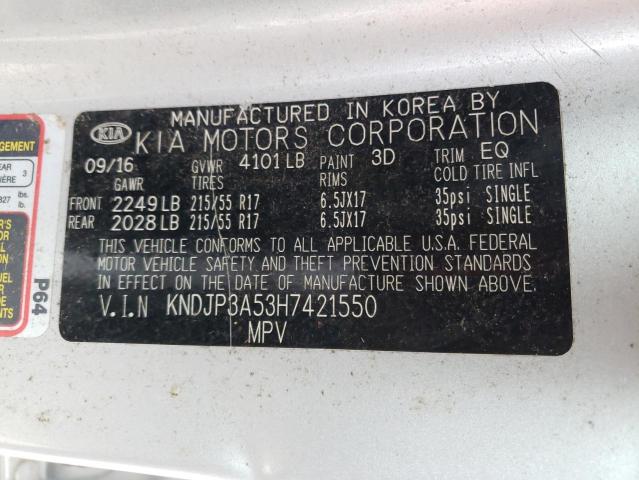 MANUFACTURED IN KOREA BY
KIA KIA MOTORS CORPORATION
09/16 GVWR 4101 LB PAINT 3D TRIM EQ
GAWR TIRES RIMS COLD TIRE INFL
FRONT 2249 LB 215/55 R17 6.5JX17 35psi SINGLE
REAR 2028 LB 215/55 R17 6.5JX17 35psi SINGLE
THIS VEHICLE CONFORMS TO ALL APPLICABLE U.S.A. FEDERAL
MOTOR VEHICLE SAFETY AND THEFT PREVENTION STANDARDS
IN EFFECT ON THE DATE OF MANUFACTURE SHOWN ABOVE.
V.I.N KNDJP3A53H7421550
MPV
P64
3
lbs.